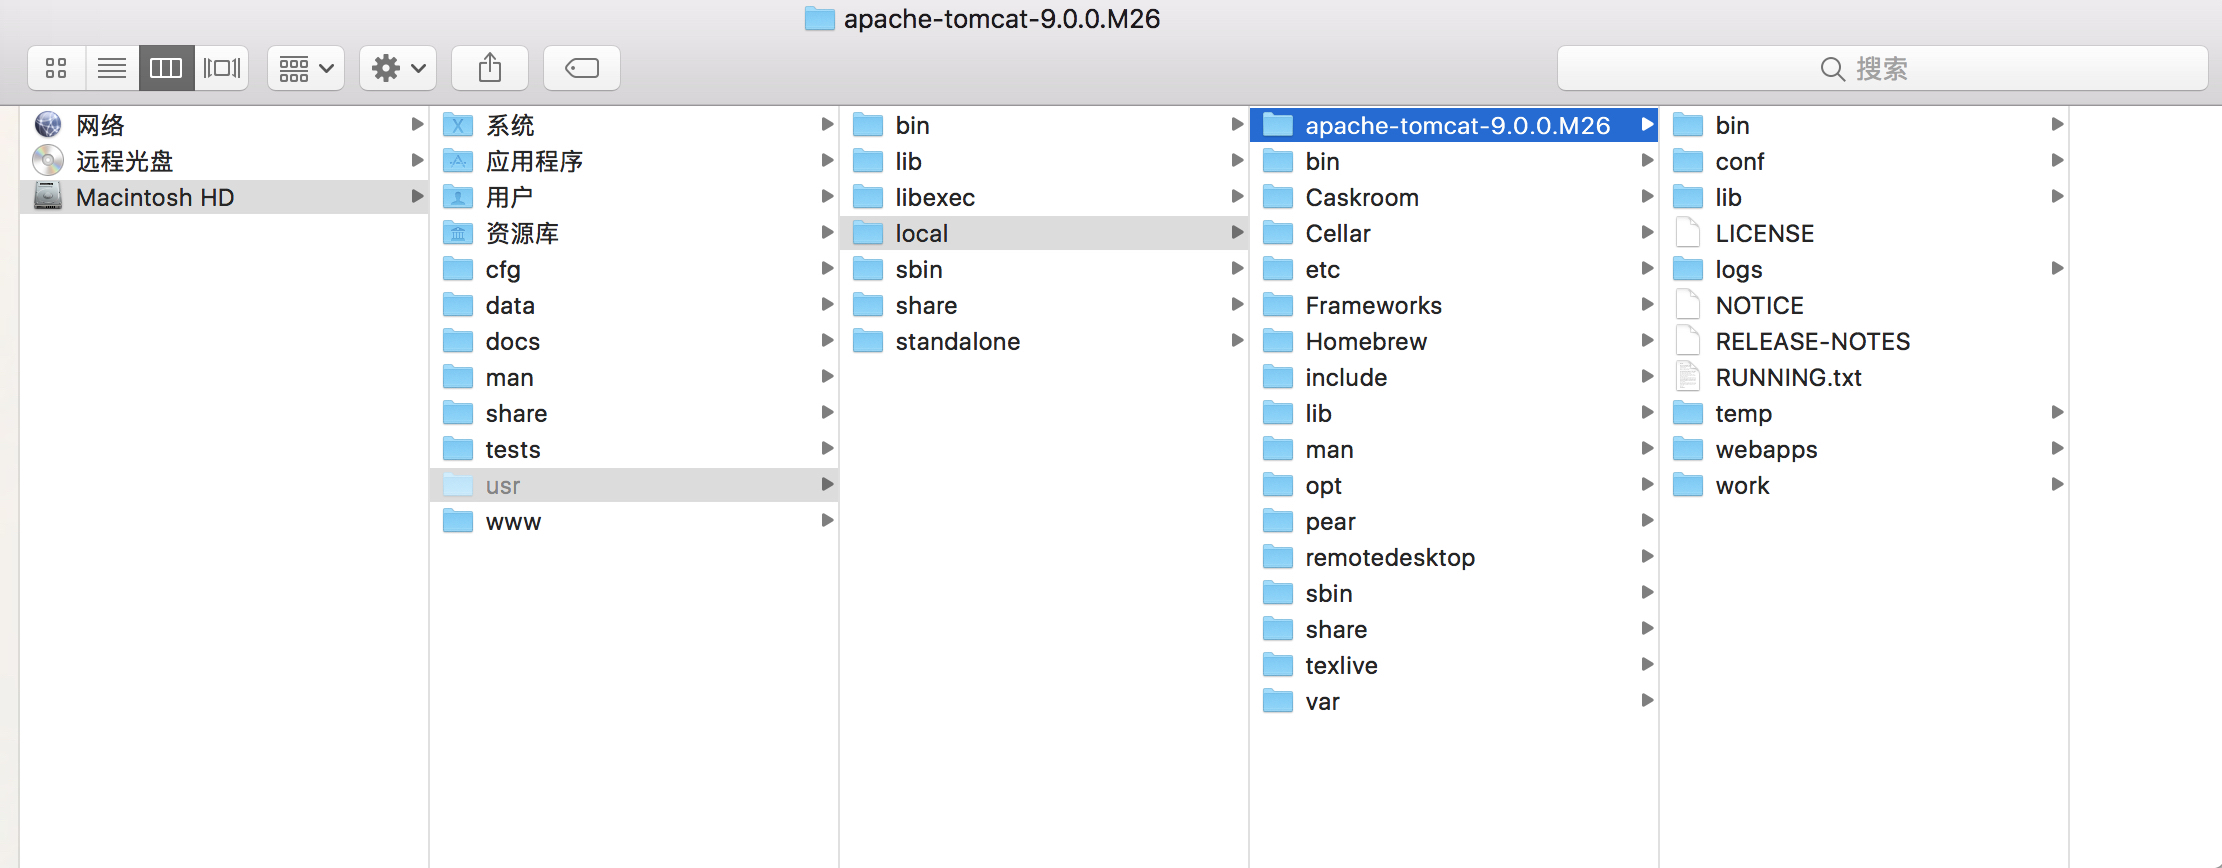 apache-tomcat-9.0.0.M26
搜索
网络
远程光盘
Macintosh HD
系统
应用程序
用户
资源库
cfg
data
docs
man
share
tests
usr
www
bin
lib
libexec
local
sbin
share
standalone
apache-tomcat-9.0.0.M26
bin
Caskroom
Cellar
etc
Frameworks
Homebrew
include
lib
man
opt
pear
remotedesktop
sbin
share
texlive
var
bin
conf
lib
LICENSE
logs
NOTICE
RELEASE-NOTES
RUNNING.txt
temp
webapps
work